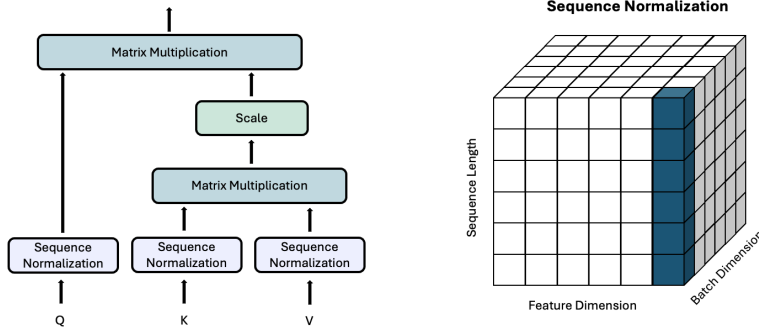 Matrix Multiplication
Scale
Matrix Multiplication
Sequence
Normalization
Sequence
Normalization
Sequence
Normalization
Q
K
V
Sequence Normalization
Sequence Length
Feature Dimension
Batch Dimension